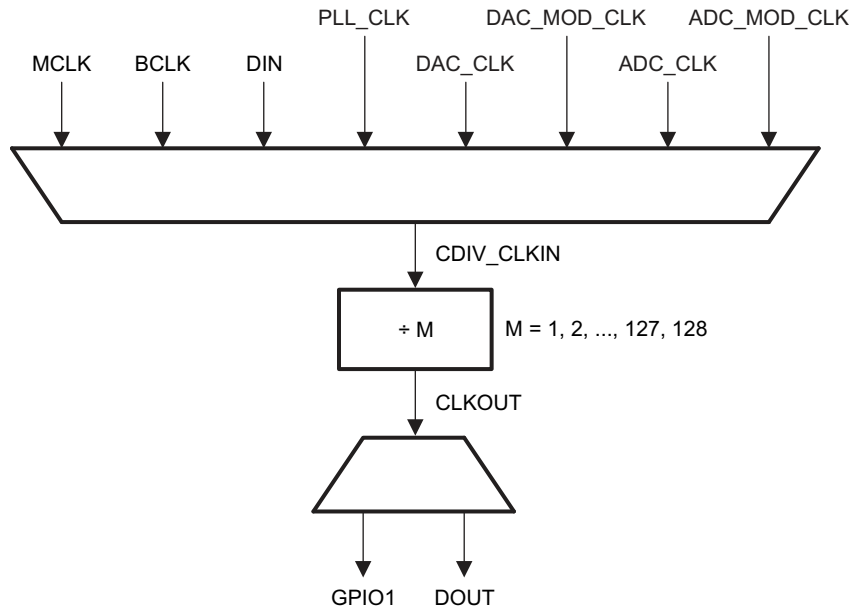 PLL_CLK DAC_MOD_CLK ADC_MOD_CLK
MCLK BCLK DIN DAC_CLK ADC_CLK
CDIV_CLKIN
÷ M M = 1, 2, ..., 127, 128
CLKOUT
GPIO1 DOUT